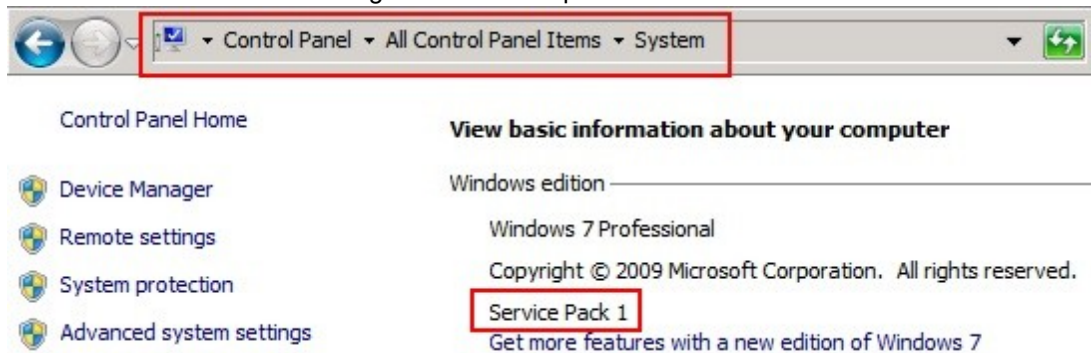 Control Panel All Control Panel Items System
Control Panel Home
View basic information about your computer
Device Manager
Remote settings
System protection
Advanced system settings
Windows edition
Windows 7 Professional
Copyright © 2009 Microsoft Corporation. All rights reserved.
Service Pack 1
Get more features with a new edition of Windows 7